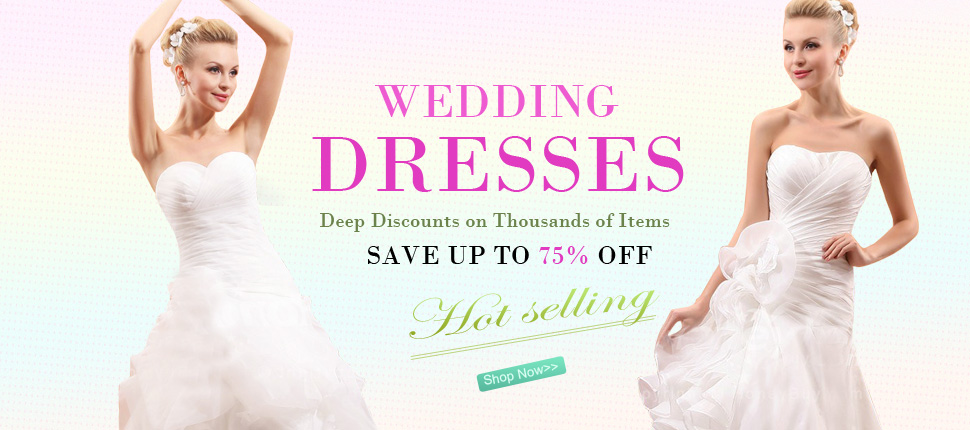 WEDDING
DRESSES
Deep Discounts on Thousands of Items
SAVE UP TO 75% OFF
Hot selling
Shop Now>>